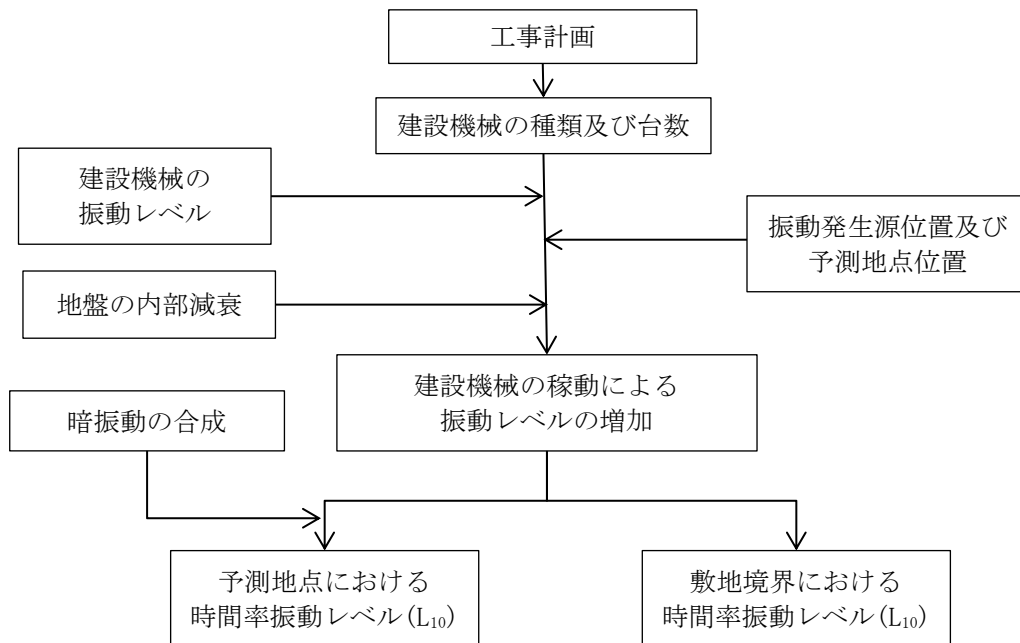 工事計画
建設機械の種類及び台数
建設機械の
振動レベル
振動発生源位置及び
予測地点位置
地盤の内部減衰
建設機械の稼動による
振動レベルの増加
暗振動の合成
予測地点における
時間率振動レベル(L₁₀)
敷地境界における
時間率振動レベル(L₁₀)